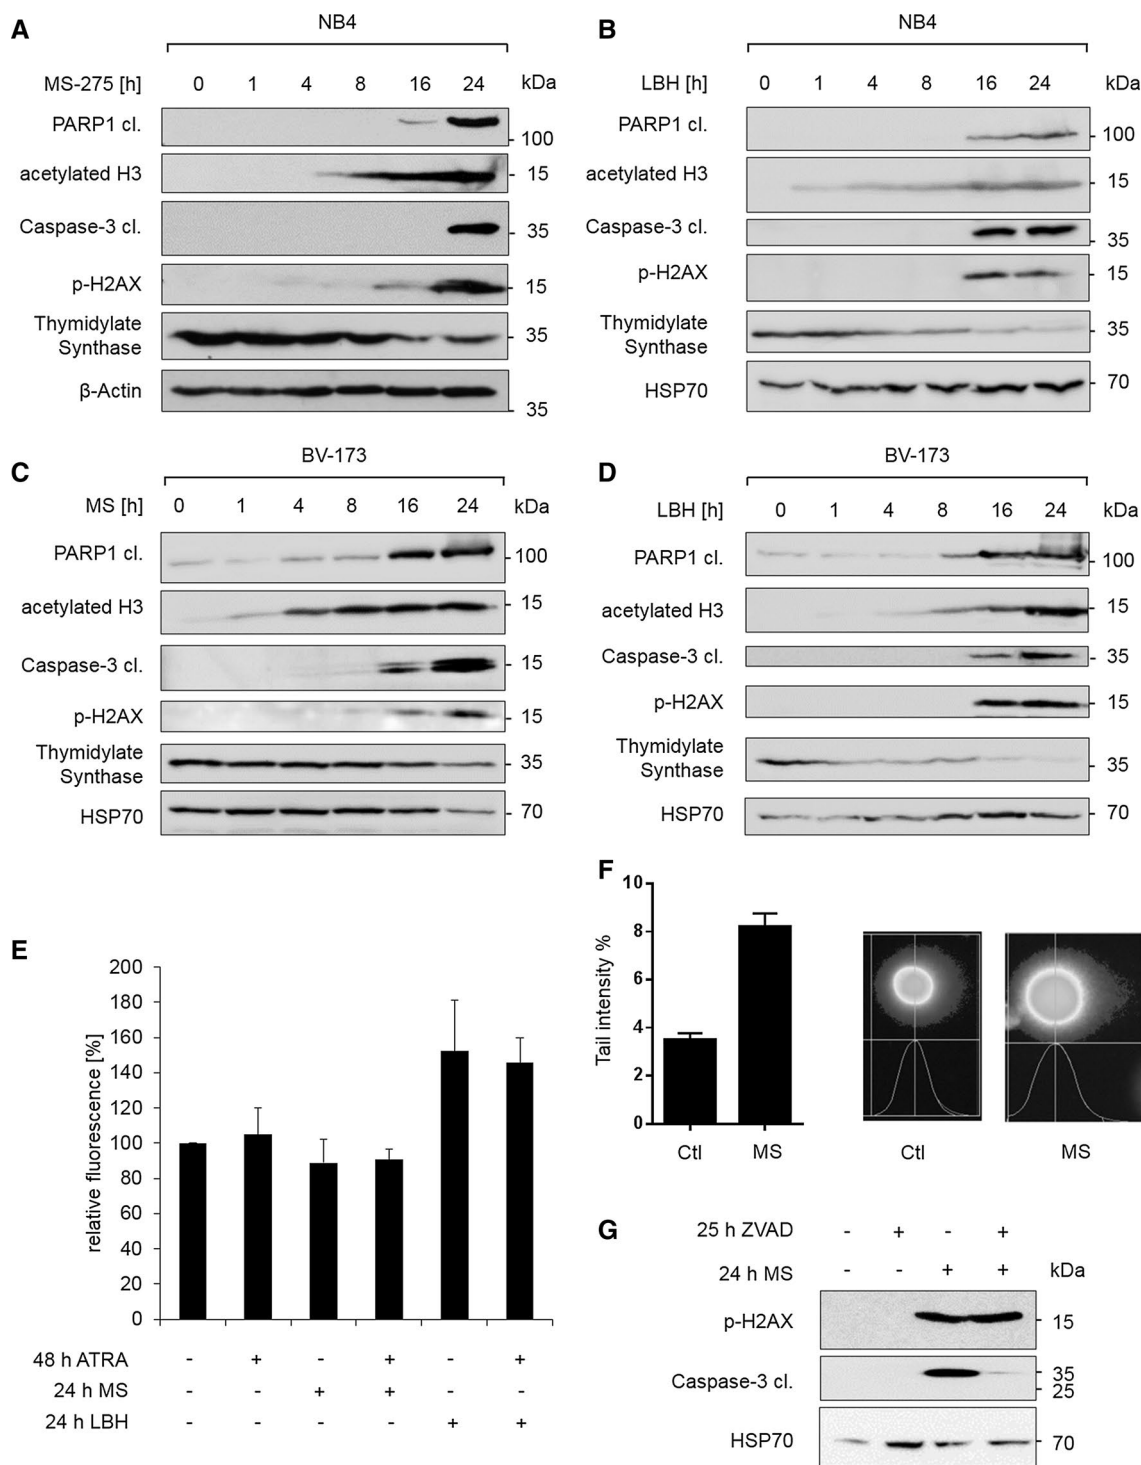 A
NB4
MS-275 [h] 0 1 4 8 16 24 kDa
PARP1 cl. 100
acetylated H3 15
Caspase-3 cl. 35
p-H2AX 15
Thymidylate
Synthase 35
β-Actin
35
B
NB4
LBH [h] 0 1 4 8 16 24 kDa
PARP1 cl. 100
acetylated H3 15
Caspase-3 cl. 35
p-H2AX 15
Thymidylate
Synthase 35
HSP70 70
C
BV-173
MS [h] 0 1 4 8 16 24 kDa
PARP1 cl. 100
acetylated H3 15
Caspase-3 cl. 15
p-H2AX 15
Thymidylate
Synthase 35
HSP70 70
D
BV-173
LBH [h] 0 1 4 8 16 24 kDa
PARP1 cl. 100
acetylated H3 15
Caspase-3 cl. 35
p-H2AX 15
Thymidylate
Synthase 35
HSP70 70
E
relative fluorescence [%]
200
180
160
140
120
100
80
60
40
20
0
48 h ATRA - + - + - +
24 h MS - - + + - -
24 h LBH - - - - + +
F
Tail intensity %
10
8
6
4
2
0
Ctl MS
Ctl MS
G
25 h ZVAD - + - +
24 h MS - - + + kDa
p-H2AX 15
Caspase-3 cl. 35
25
HSP70 70